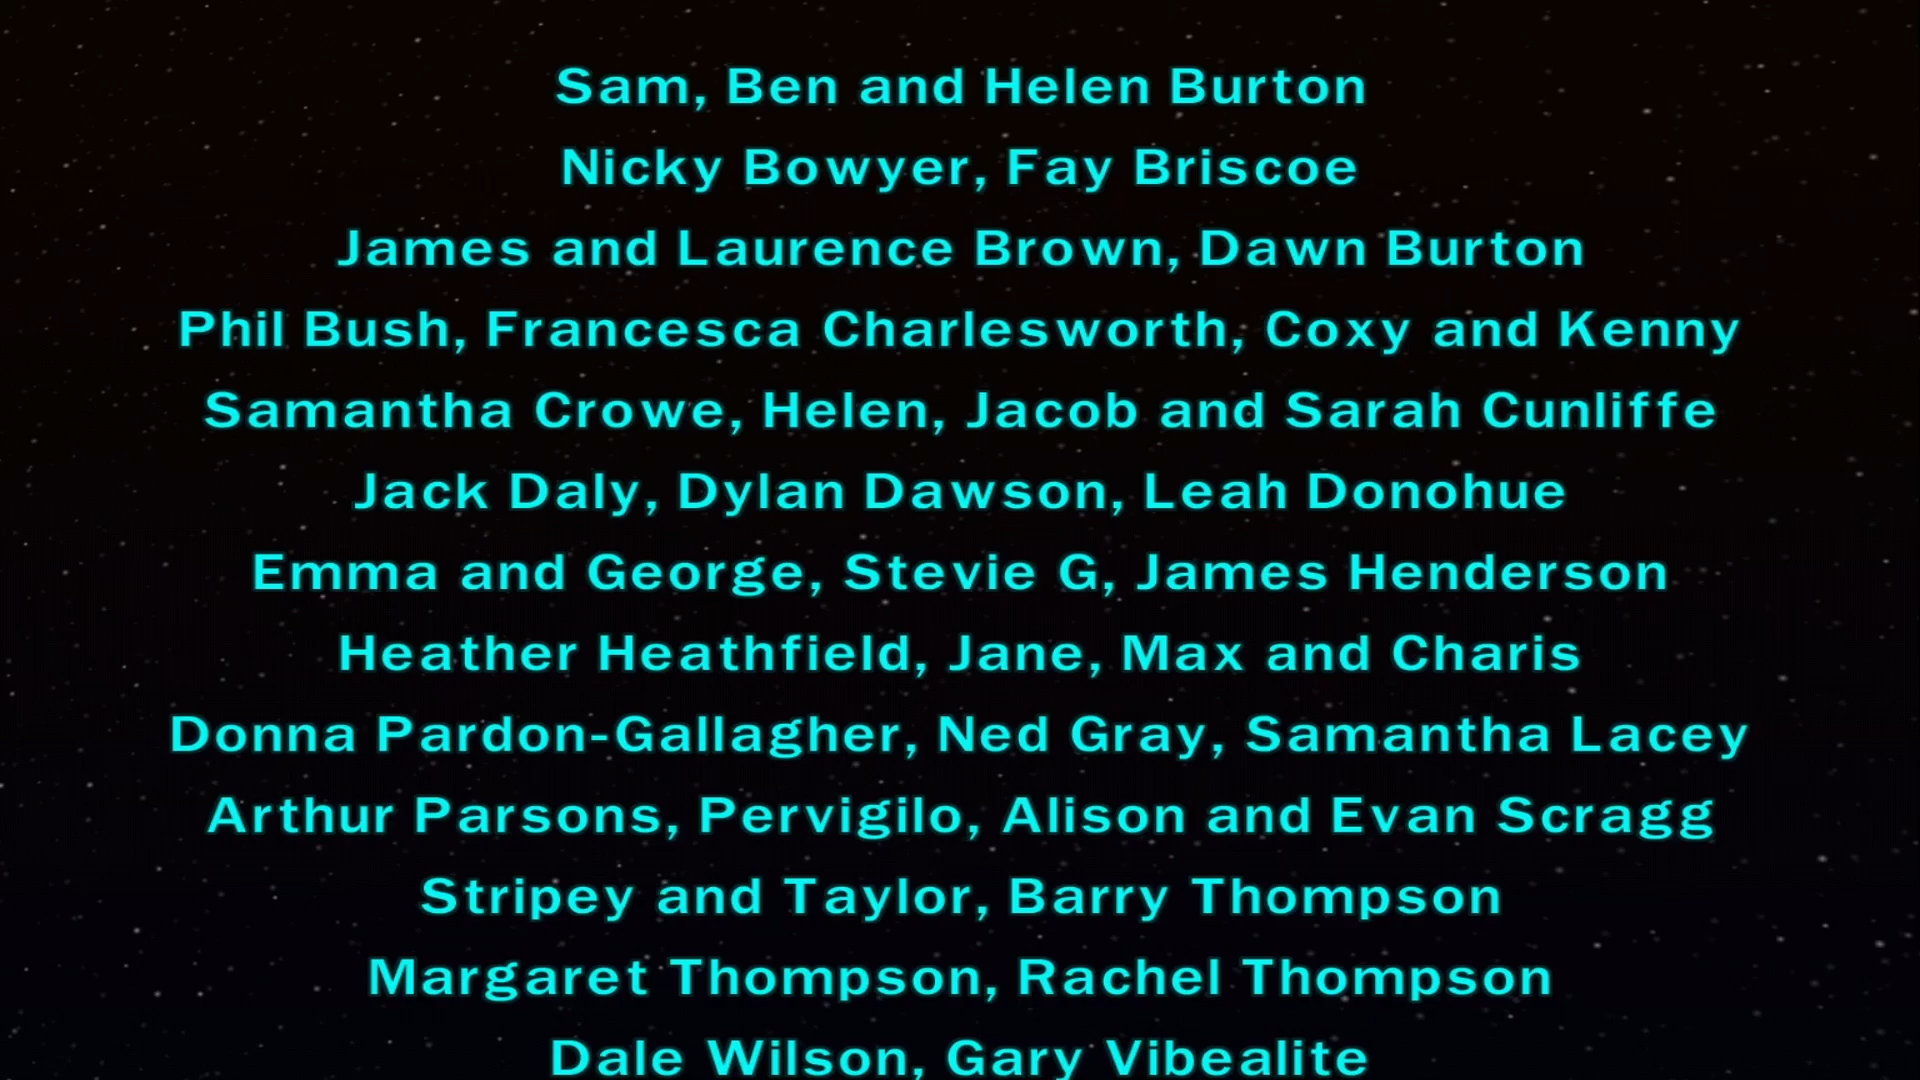 Sam, Ben and Helen Burton
Nicky Bowyer, Fay Briscoe
James and Laurence Brown, Dawn Burton
Phil Bush, Francesca Charlesworth, Coxy and Kenny
Samantha Crowe, Helen, Jacob and Sarah Cunliffe
Jack Daly, Dylan Dawson, Leah Donohue
Emma and George, Stevie G, James Henderson
Heather Heathfield, Jane, Max and Charis
Donna Pardon-Gallagher, Ned Gray, Samantha Lacey
Arthur Parsons, Pervigilo, Alison and Evan Scragg
Stripey and Taylor, Barry Thompson
Margaret Thompson, Rachel Thompson
Dale Wilson, Gary Vibealite